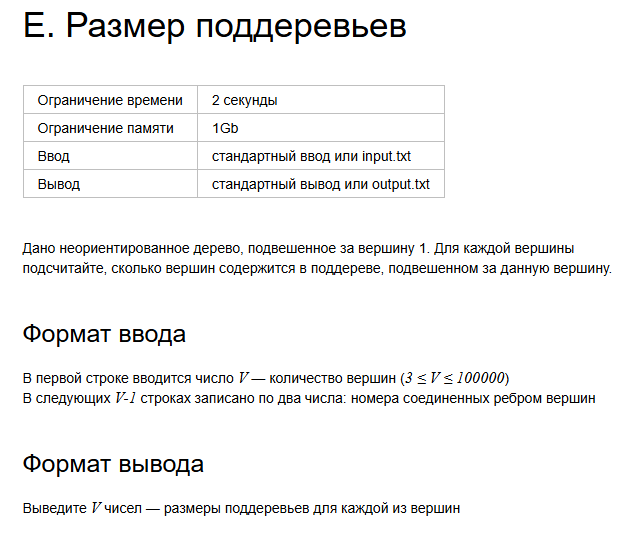 E. Размер поддеревьев
Ограничение времени 2 секунды
Ограничение памяти 1Gb
Ввод стандартный ввод или input.txt
Вывод стандартный вывод или output.txt
Дано неориентированное дерево, подвешенное за вершину 1. Для каждой вершины
подсчитайте, сколько вершин содержится в поддереве, подвешенном за данную вершину.
Формат ввода
В первой строке вводится число V — количество вершин (3 ≤ V ≤ 100000)
В следующих V-1 строках записано по два числа: номера соединенных ребром вершин
Формат вывода
Выведите V чисел — размеры поддеревьев для каждой из вершин